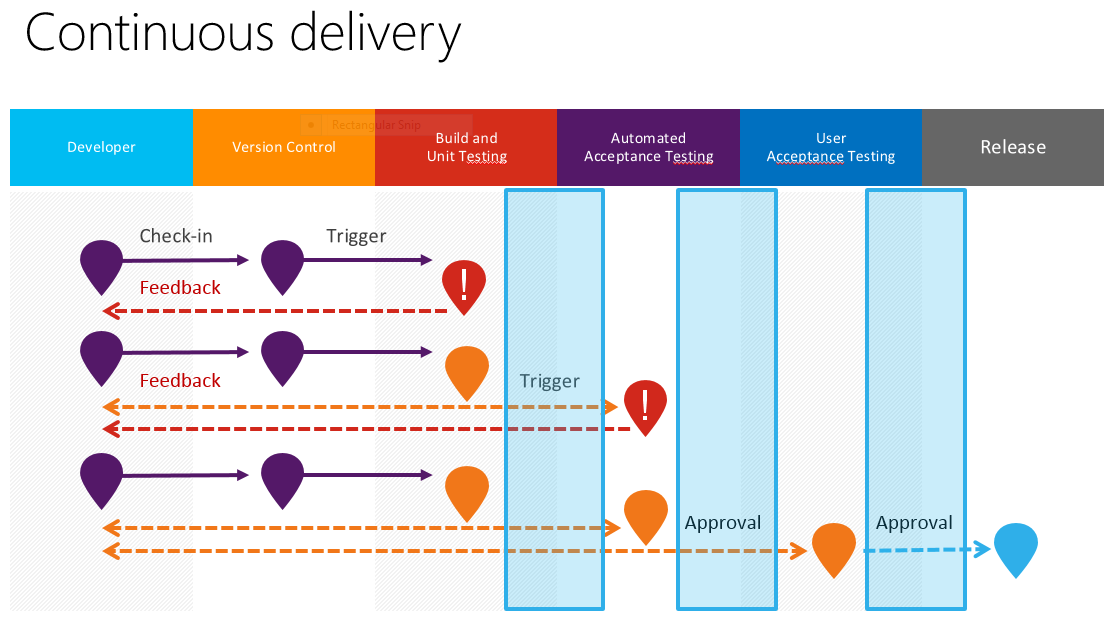 Continuous delivery
Developer
Version Control
Rectangular Snip
Build and
Unit Testing
Automated
Acceptance Testing
User
Acceptance Testing
Release
Check-in
Trigger
Feedback
!
Feedback
Trigger
!
Approval
Approval